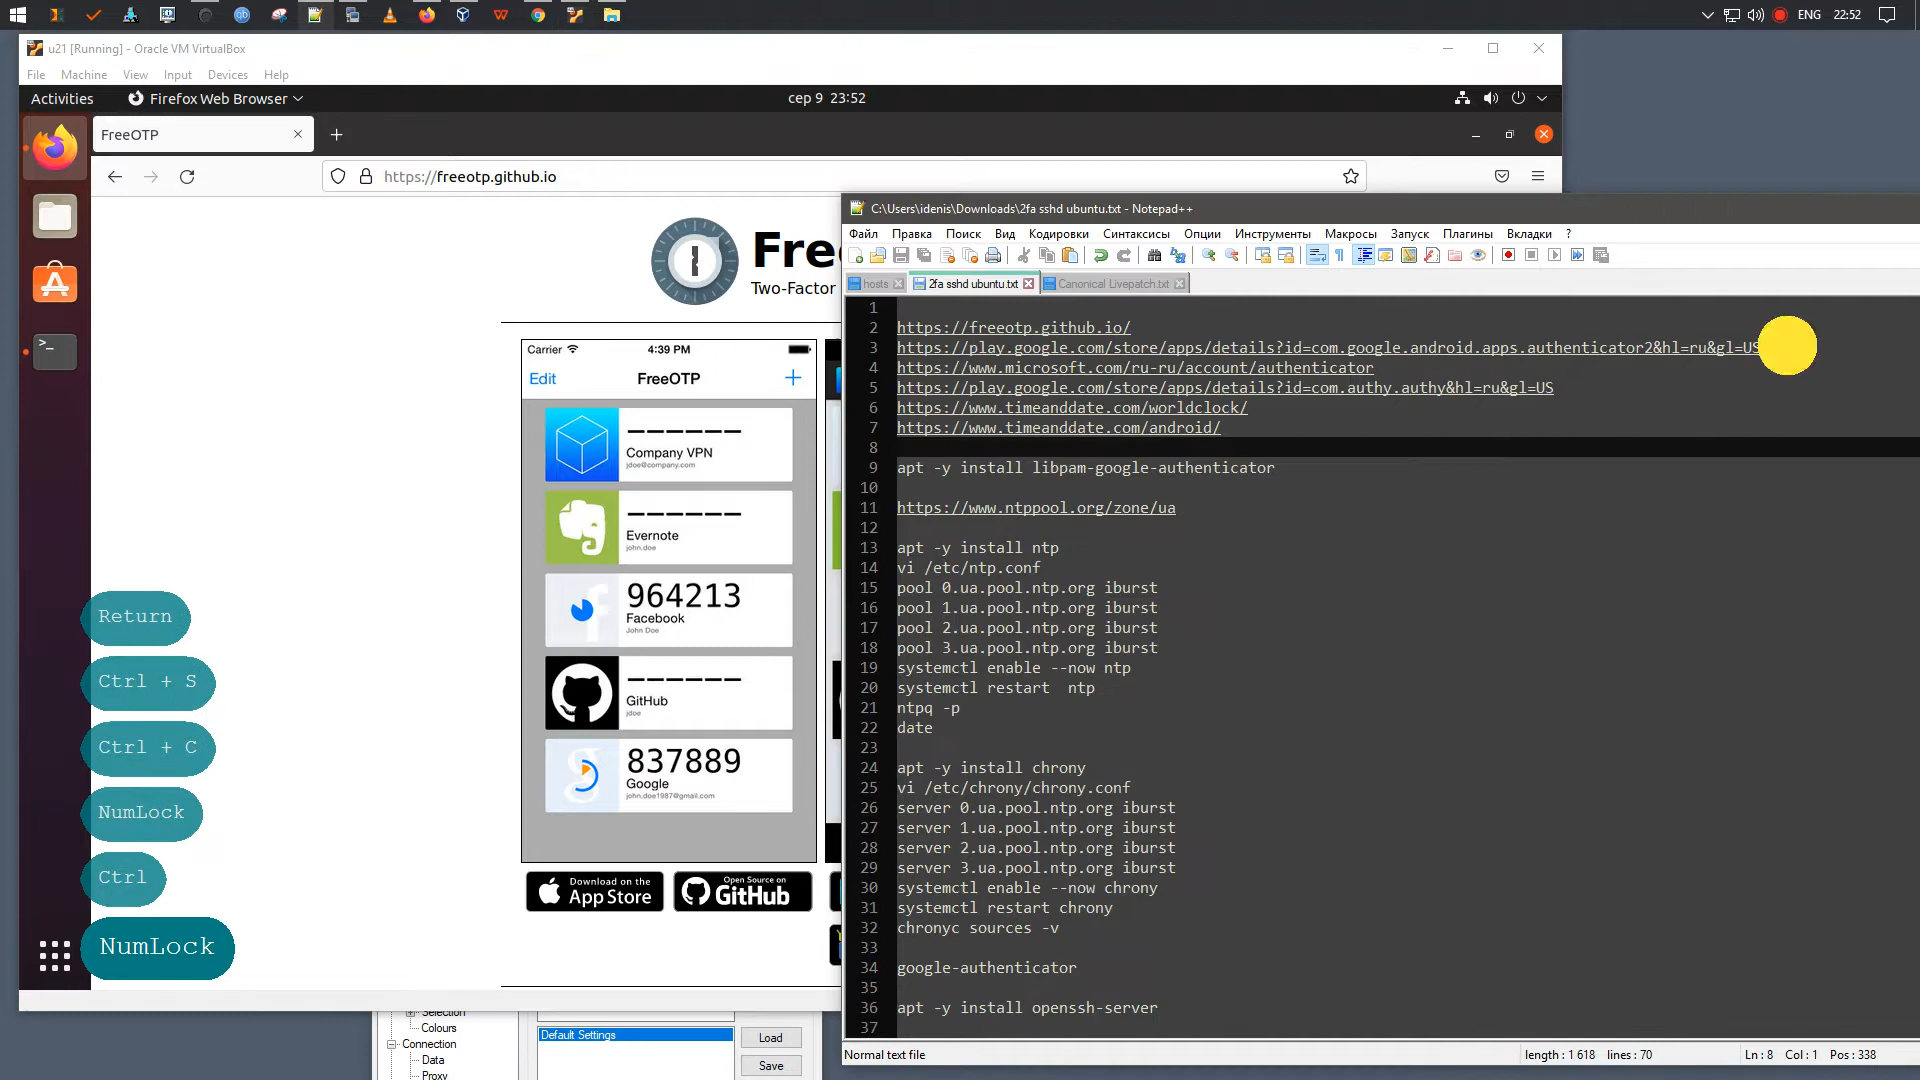 ENG 22:52
u21 [Running] - Oracle VM VirtualBox
File Machine View Input Devices Help
Activities Firefox Web Browser
сер 9 23:52
FreeOTP
https://freeotp.github.io
Two-Factor
Carrier 4:39 PM
Edit FreeOTP +
Company VPN
jdoe@company.com
Evernote
john.doe
964213
Facebook
John Doe
GitHub
jdoe
837889
Google
john.doe1987@gmail.com
Download on the
App Store
Open Source on
GitHub
Return
Ctrl + S
Ctrl + C
NumLock
Ctrl
NumLock
C:\Users\idenis\Downloads\2fa sshd ubuntu.txt - Notepad++
Файл Правка Поиск Вид Кодировки Синтаксисы Опции Инструменты Макросы Запуск Плагины Вкладки ?
hosts 2fa sshd ubuntu.txt Canonical Livepatch.txt
1
2 https://freeotp.github.io/
3 https://play.google.com/store/apps/details?id=com.google.android.apps.authenticator2&hl=ru&gl=US
4 https://www.microsoft.com/ru-ru/account/authenticator
5 https://play.google.com/store/apps/details?id=com.authy.authy&hl=ru&gl=US
6 https://www.timeanddate.com/worldclock/
7 https://www.timeanddate.com/android/
8
9 apt -y install libpam-google-authenticator
10
11 https://www.ntppool.org/zone/ua
12
13 apt -y install ntp
14 vi /etc/ntp.conf
15 pool 0.ua.pool.ntp.org iburst
16 pool 1.ua.pool.ntp.org iburst
17 pool 2.ua.pool.ntp.org iburst
18 pool 3.ua.pool.ntp.org iburst
19 systemctl enable --now ntp
20 systemctl restart  ntp
21 ntpq -p
22 date
23
24 apt -y install chrony
25 vi /etc/chrony/chrony.conf
26 server 0.ua.pool.ntp.org iburst
27 server 1.ua.pool.ntp.org iburst
28 server 2.ua.pool.ntp.org iburst
29 server 3.ua.pool.ntp.org iburst
30 systemctl enable --now chrony
31 systemctl restart chrony
32 chronyc sources -v
33
34 google-authenticator
35
36 apt -y install openssh-server
37
Normal text file length : 1 618 lines : 70 Ln : 8 Col : 1 Pos : 338
Selection
Colours
Connection
Data
Proxy
Default Settings
Load
Save